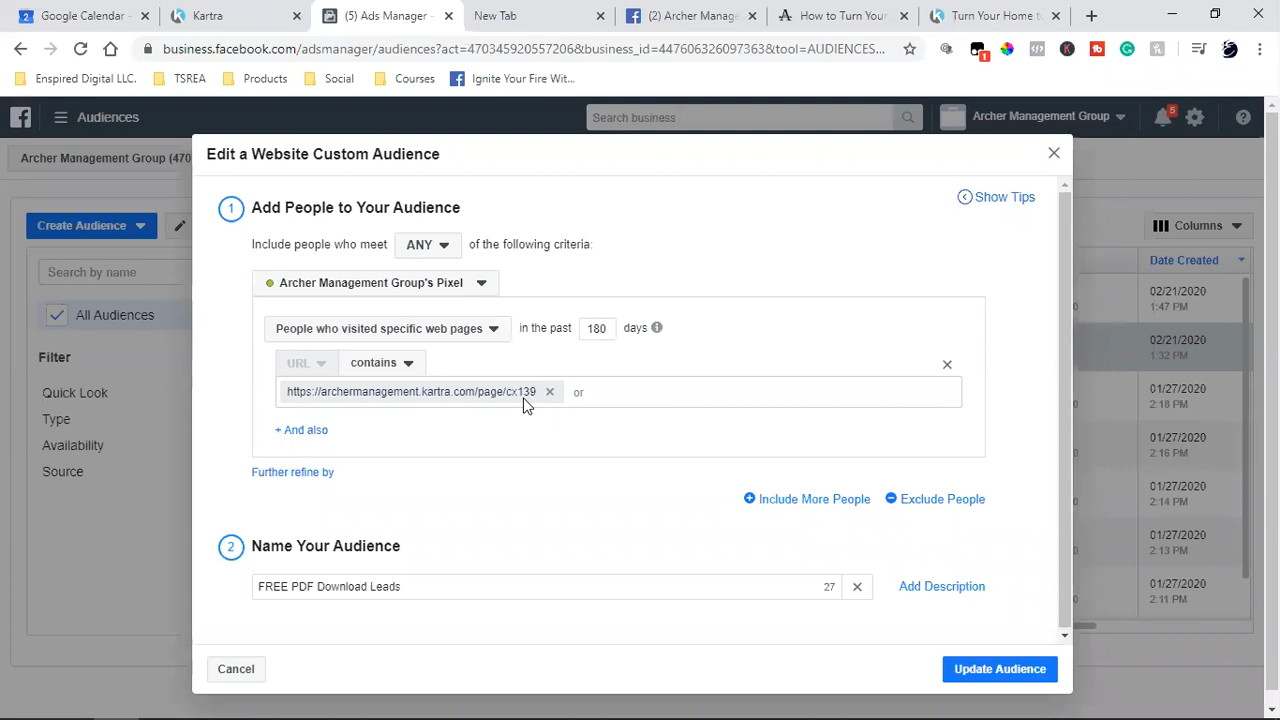 Google Calendar -
Kartra
(5) Ads Manager -
New Tab
(2) Archer Manage
How to Turn Your
Turn Your Home to
business.facebook.com/adsmanager/audiences?act=470345920557206&business_id=447606326097363&tool=AUDIENCES...
1
Enspired Digital LLC.
TSREA
Products
Social
Courses
Ignite Your Fire Wit...
Audiences
Search business
Archer Management Group
5
Archer Management Group (470
Edit a Website Custom Audience
1
Add People to Your Audience
Show Tips
Create Audience
Columns
Include people who meet ANY of the following criteria:
Search by name
Date Created
Archer Management Group's Pixel
02/21/2020
1:47 PM
All Audiences
People who visited specific web pages in the past 180 days
02/21/2020
1:32 PM
Filter
URL contains
Quick Look
https://archermanagement.kartra.com/page/cx139 or
01/27/2020
2:18 PM
Type
+ And also
01/27/2020
2:16 PM
Availability
Source
Further refine by
Include More People
Exclude People
01/27/2020
2:14 PM
2
Name Your Audience
01/27/2020
2:13 PM
FREE PDF Download Leads 27
Add Description
01/27/2020
2:11 PM
Cancel
Update Audience